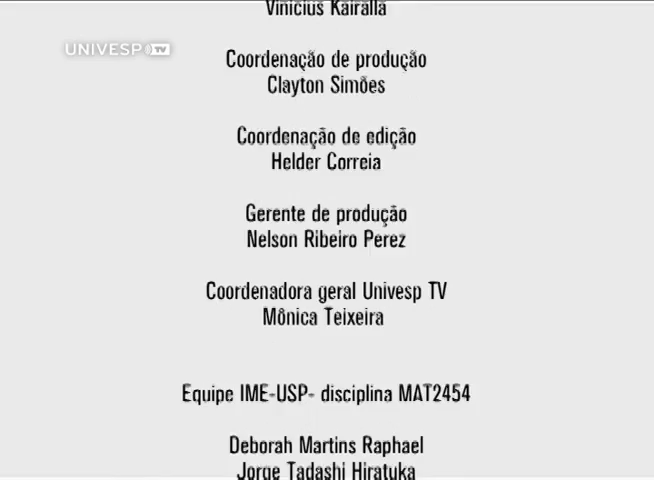 Vinicius Kairalla
UNIVESP TV
Coordenação de produção
Clayton Simões
Coordenação de edição
Helder Correia
Gerente de produção
Nelson Ribeiro Perez
Coordenadora geral Univesp TV
Mônica Teixeira
Equipe IME-USP- disciplina MAT2454
Deborah Martins Raphael
Jorge Tadashi Hiratuka